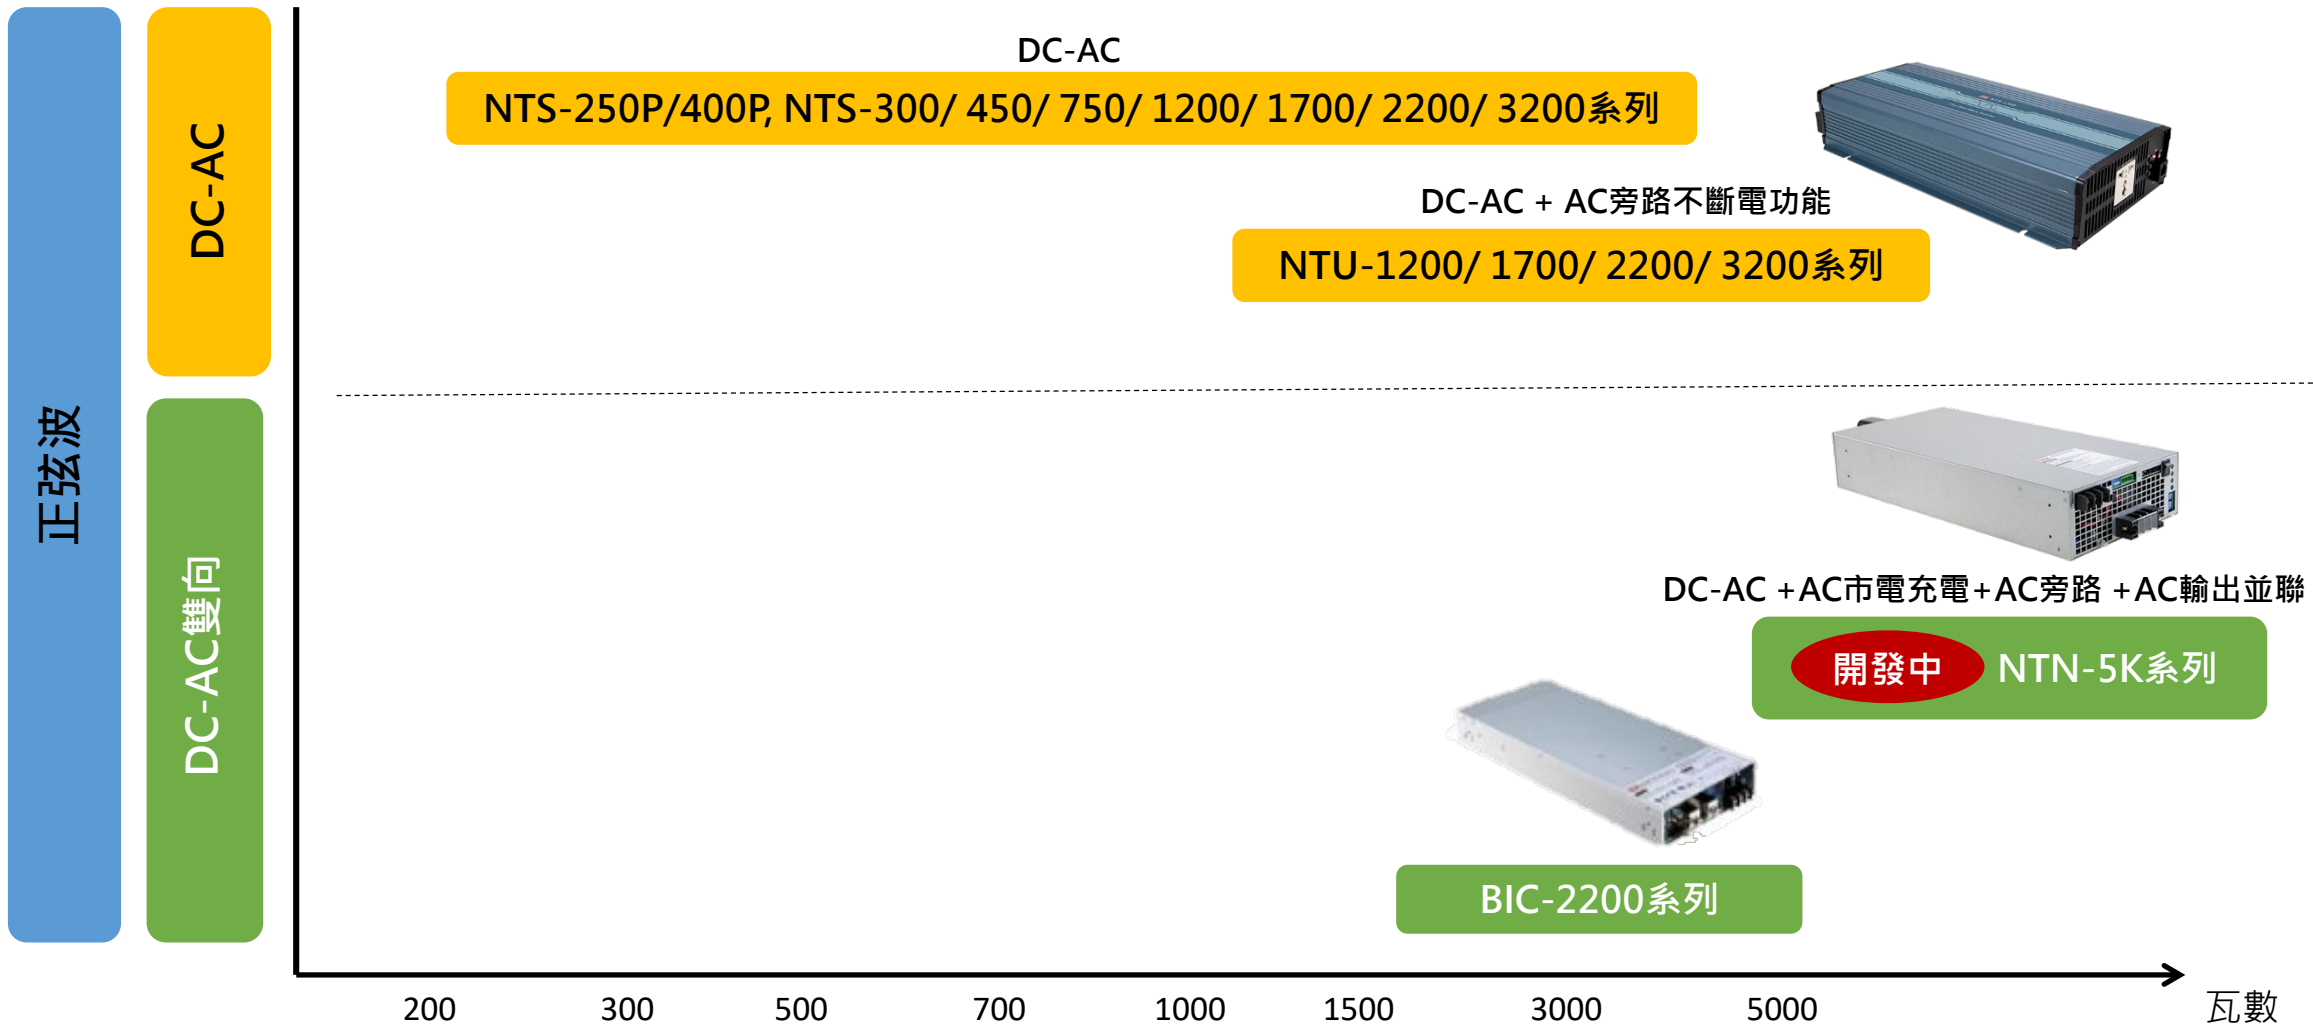 正弦波
DC-AC
DC-AC
NTS-250P/400P, NTS-300/ 450/ 750/ 1200/ 1700/ 2200/ 3200系列
DC-AC + AC旁路不斷電功能
NTU-1200/ 1700/ 2200/ 3200系列
DC-AC雙向
DC-AC +AC市電充電+AC旁路 +AC輸出並聯
開發中 NTN-5K系列
BIC-2200系列
200 300 500 700 1000 1500 3000 5000 瓦數